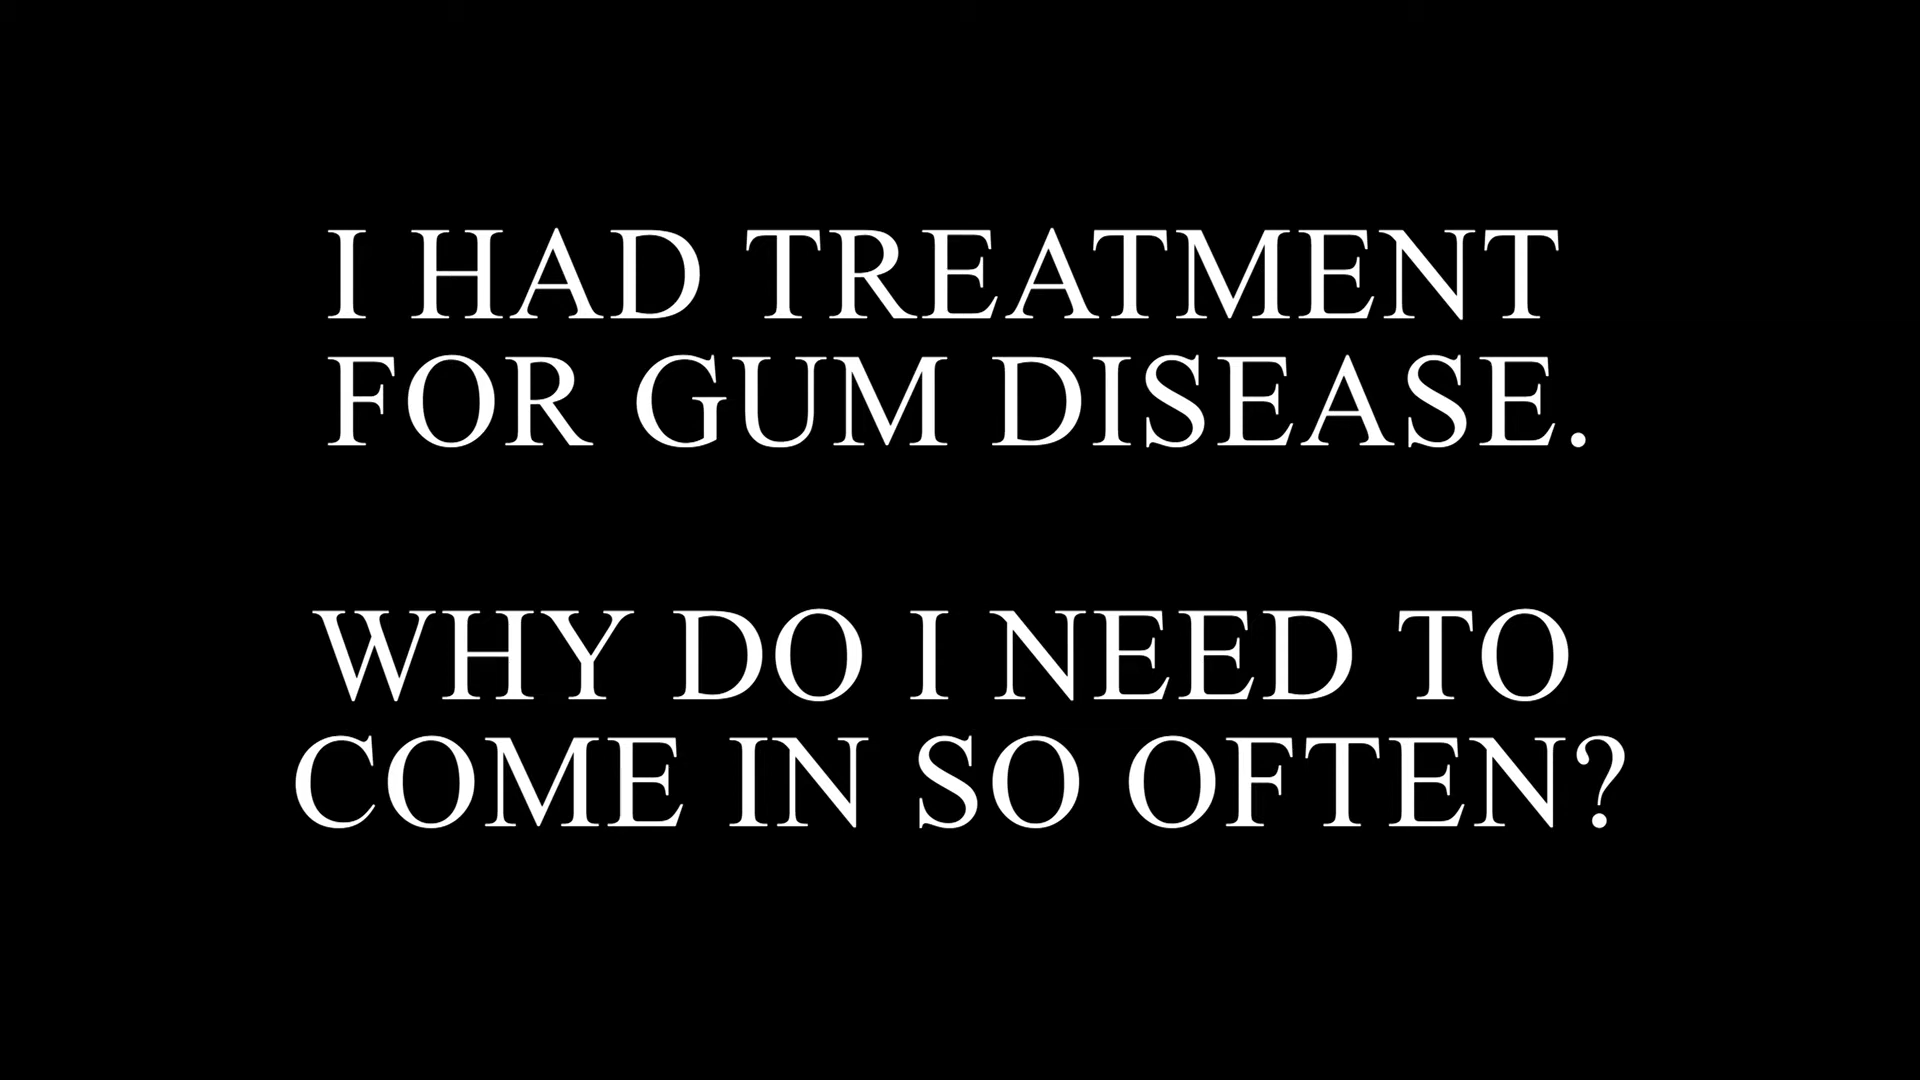 I HAD TREATMENT
FOR GUM DISEASE.
WHY DO I NEED TO
COME IN SO OFTEN?